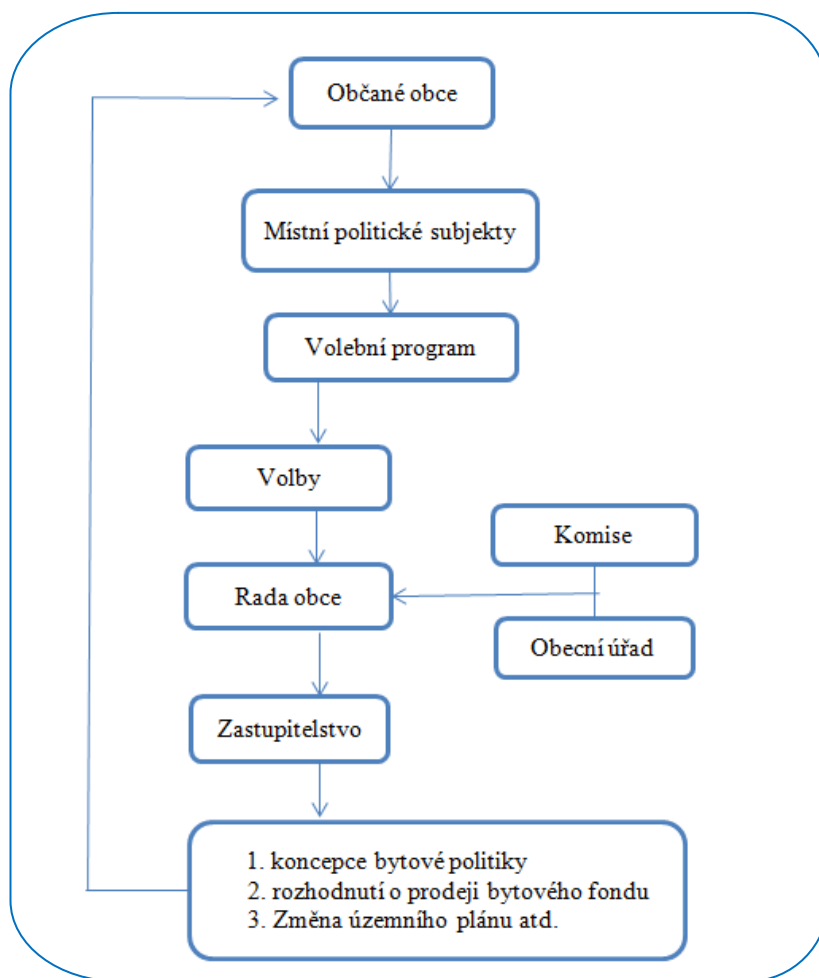 Občané obce
Místní politické subjekty
Volební program
Volby
Komise
Rada obce
Obecní úřad
Zastupitelstvo
1. koncepce bytové politiky
2. rozhodnutí o prodeji bytového fondu
3. Změna územního plánu atd.